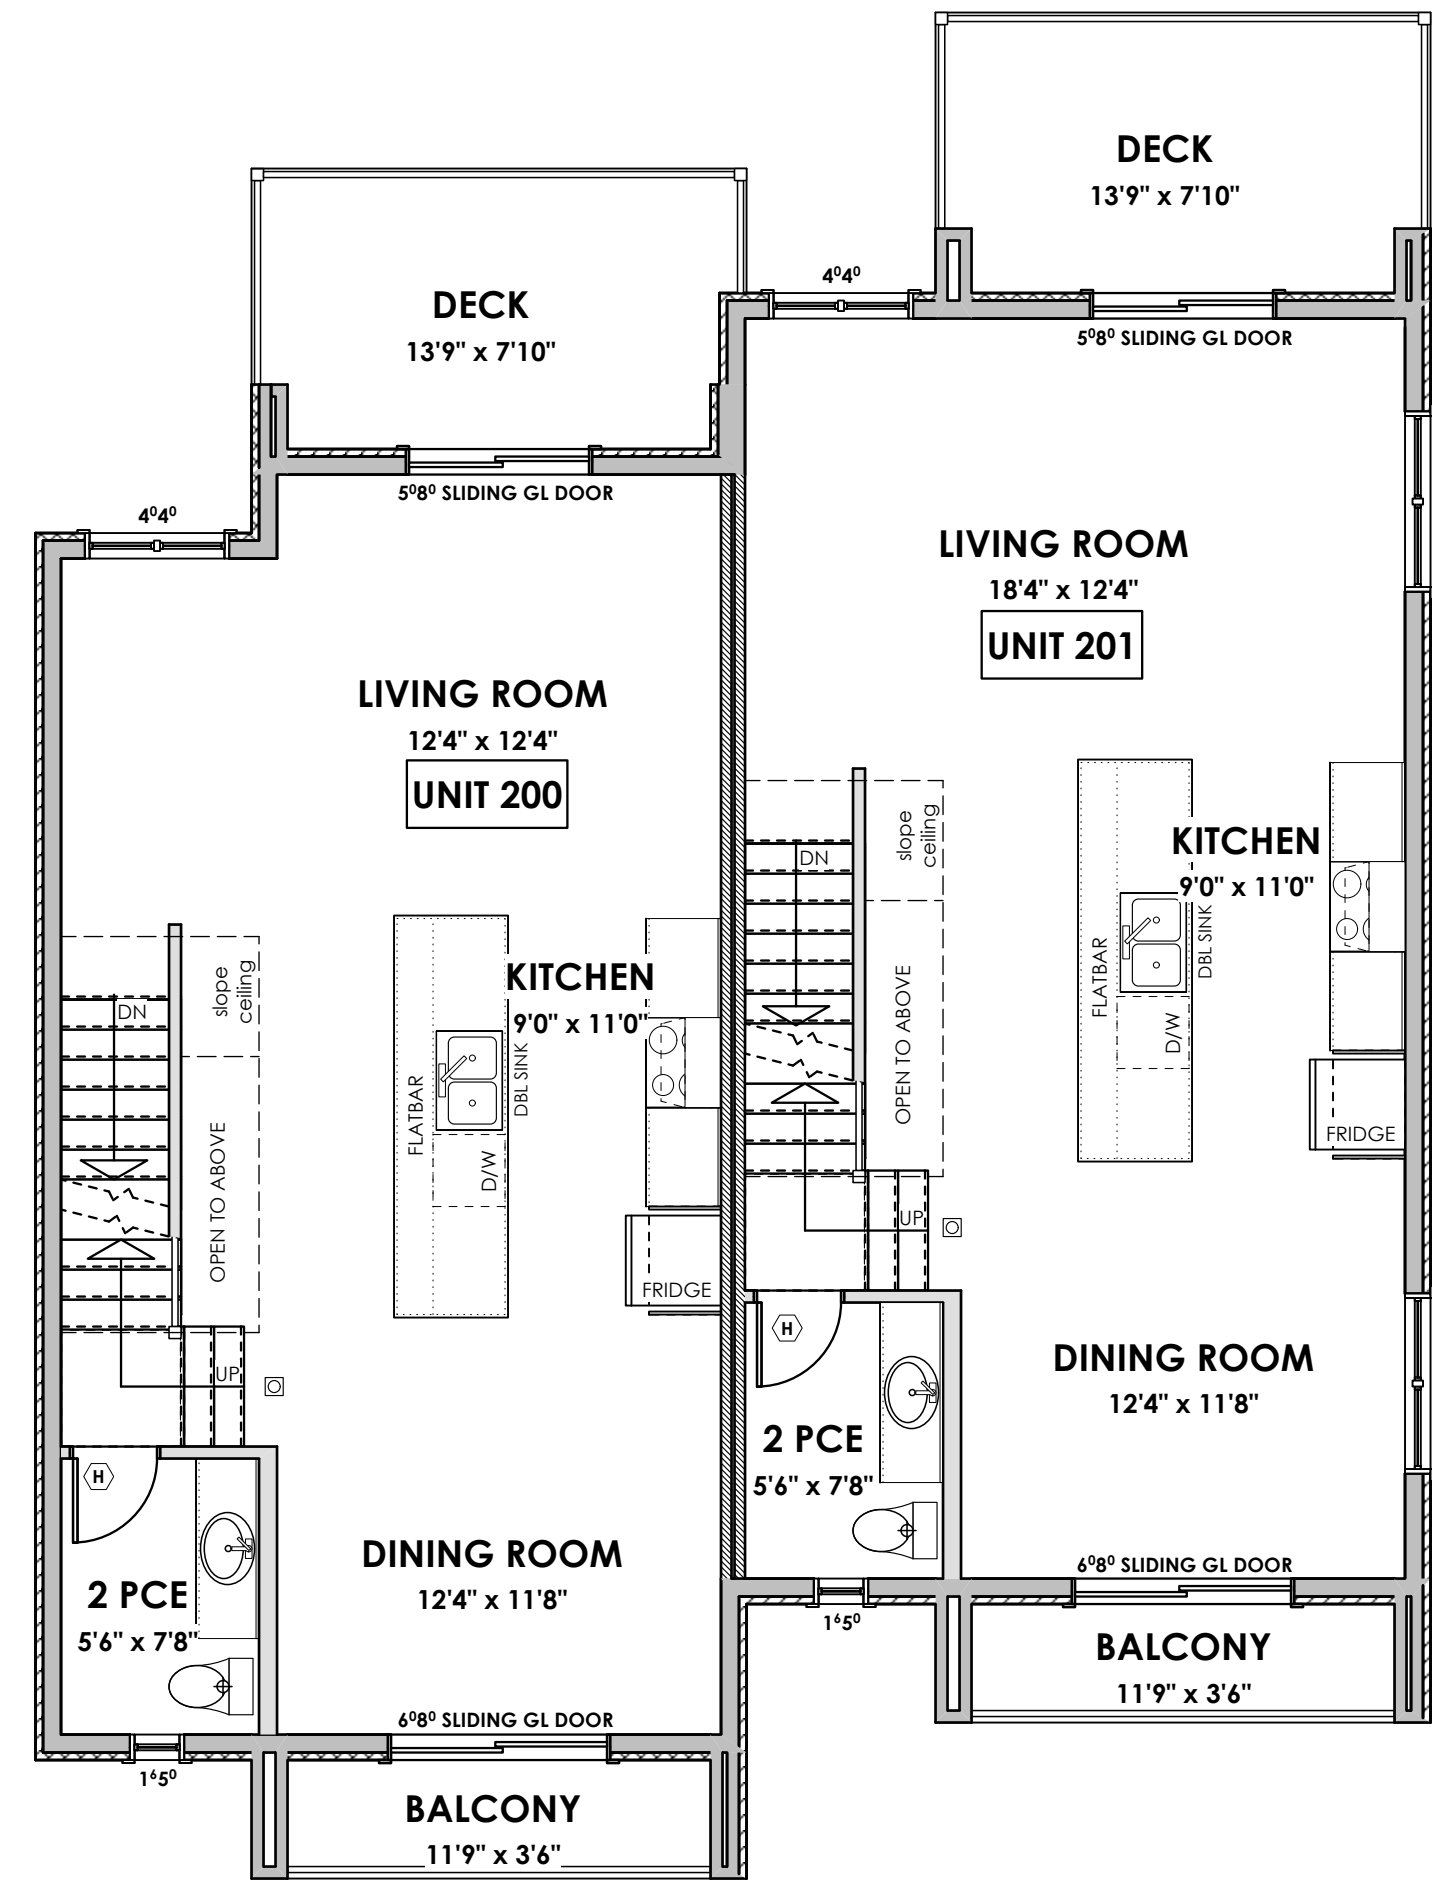 DECK
13'9" x 7'10"
4⁰4⁰
5⁰8⁰ SLIDING GL DOOR
LIVING ROOM
12'4" x 12'4"
UNIT 200
slope
ceiling
DN
OPEN TO ABOVE
KITCHEN
9'0" x 11'0"
FLATBAR
DBL SINK
D/W
FRIDGE
UP
H
2 PCE
5'6" x 7'8"
DINING ROOM
12'4" x 11'8"
6⁰8⁰ SLIDING GL DOOR
1⁶5⁰
BALCONY
11'9" x 3'6"
DECK
13'9" x 7'10"
4⁰4⁰
5⁰8⁰ SLIDING GL DOOR
LIVING ROOM
18'4" x 12'4"
UNIT 201
slope
ceiling
DN
OPEN TO ABOVE
KITCHEN
9'0" x 11'0"
FLATBAR
DBL SINK
D/W
FRIDGE
UP
H
2 PCE
5'6" x 7'8"
DINING ROOM
12'4" x 11'8"
6⁰8⁰ SLIDING GL DOOR
1⁶5⁰
BALCONY
11'9" x 3'6"